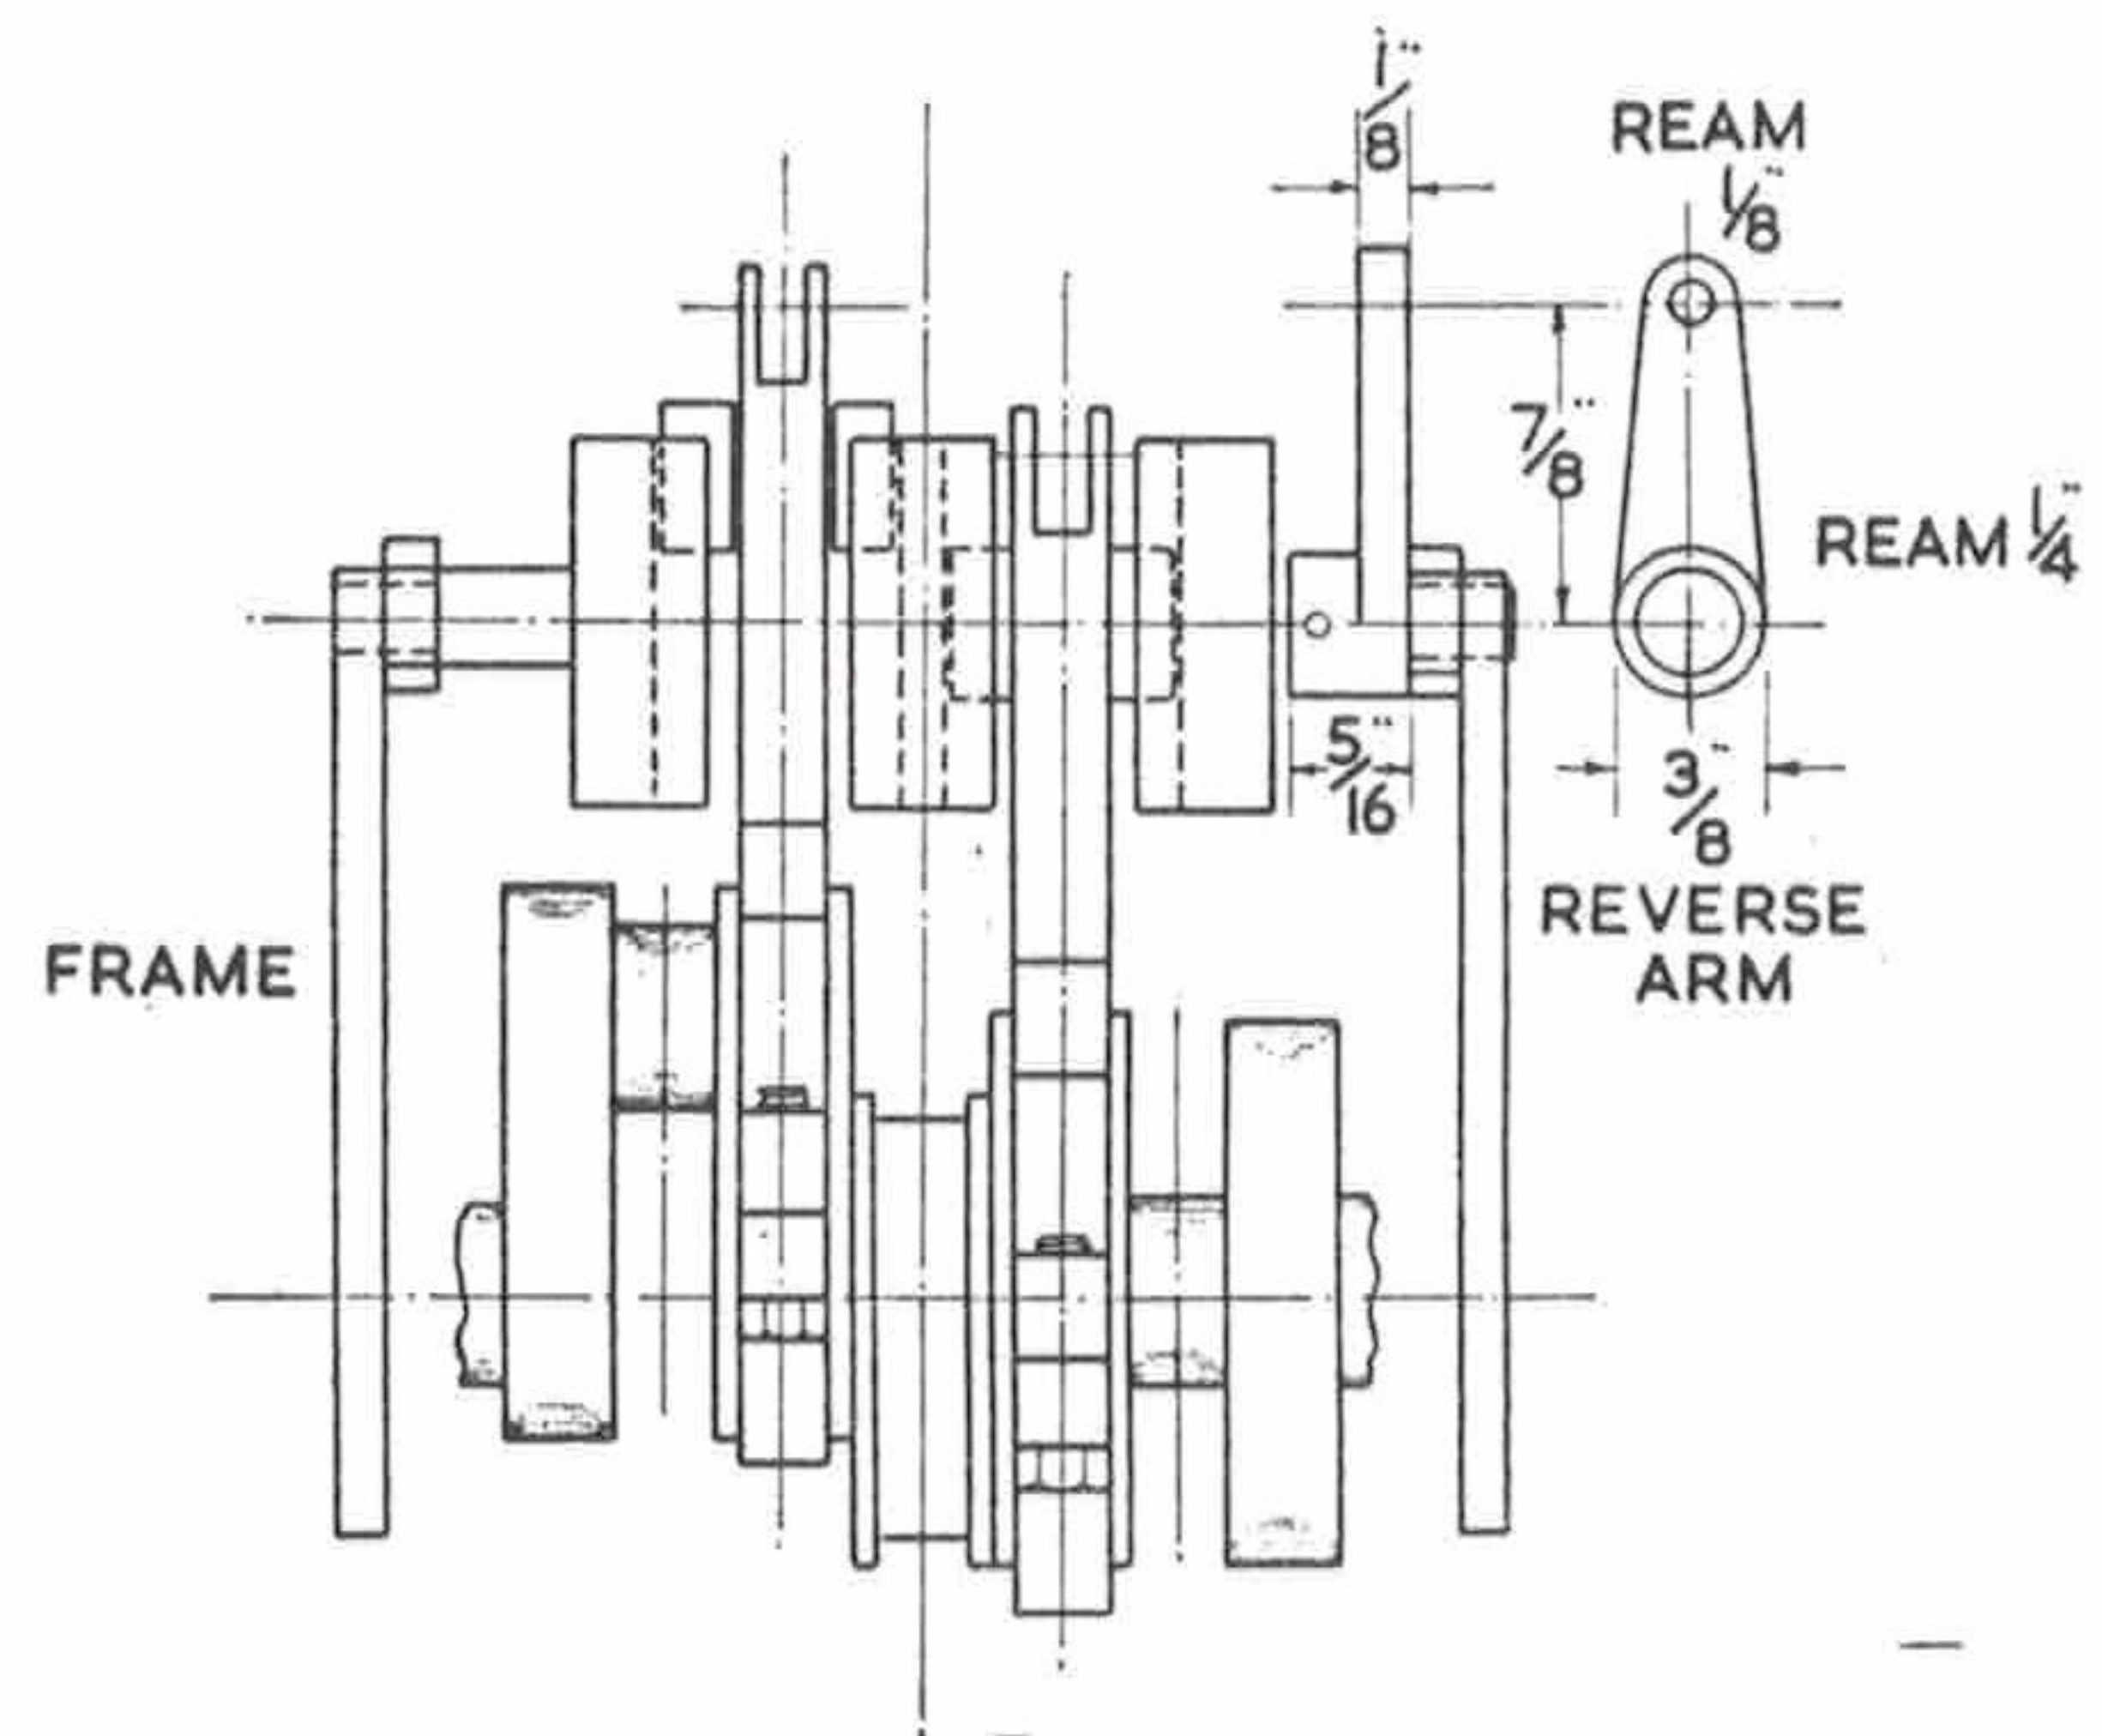 1/8"
REAM
1/8"
7/8"
REAM 1/4"
5/16"
3/8"
REVERSE
ARM
FRAME